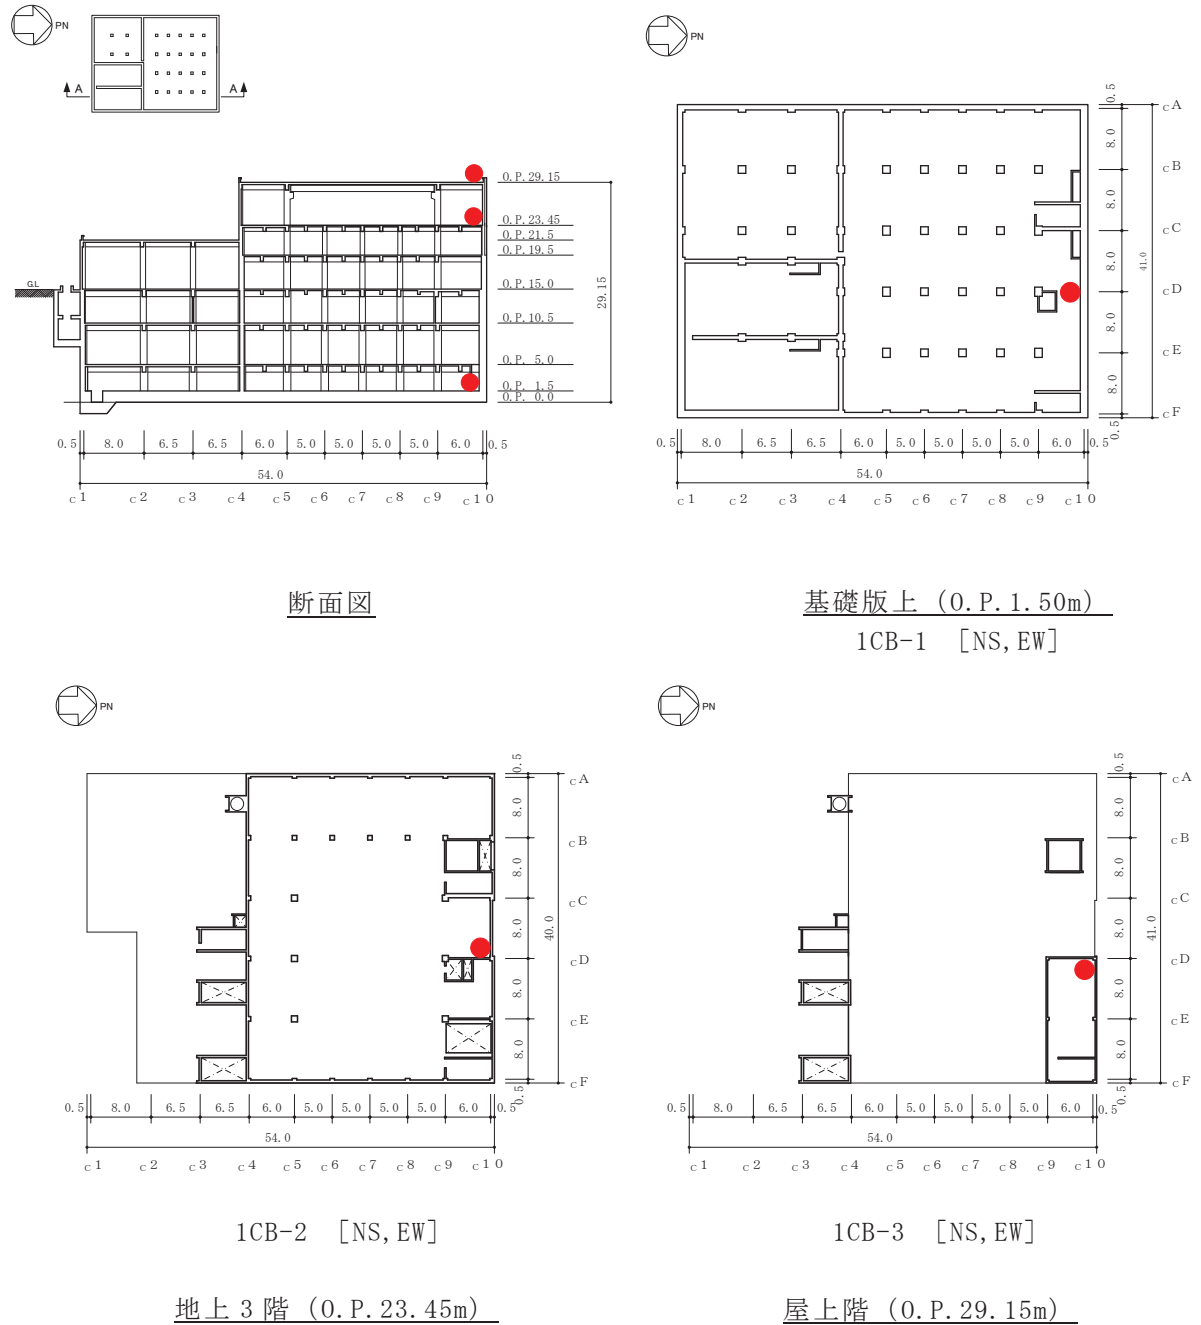 PN
A A
O.P.29.15
O.P.23.45
O.P.21.5
O.P.19.5
G.L
O.P.15.0
O.P.10.5
O.P. 5.0
O.P. 1.5
O.P. 0.0
29.15
0.5 8.0 6.5 6.5 6.0 5.0 5.0 5.0 5.0 6.0 0.5
54.0
c1 c2 c3 c4 c5 c6 c7 c8 c9 c10
断面図
PN
cA
0.5
8.0
cB
8.0
cC
8.0
41.0
cD
8.0
cE
8.0
cF
0.5
0.5 8.0 6.5 6.5 6.0 5.0 5.0 5.0 5.0 6.0 0.5
54.0
c1 c2 c3 c4 c5 c6 c7 c8 c9 c10
基礎版上 (O.P.1.50m)
1CB-1 [NS,EW]
PN
0.5
cA
8.0
cB
8.0
cC
8.0
40.0
cD
8.0
cE
8.0
cF
0.5
0.5 8.0 6.5 6.5 6.0 5.0 5.0 5.0 5.0 6.0 0.5
54.0
c1 c2 c3 c4 c5 c6 c7 c8 c9 c10
1CB-2 [NS,EW]
地上3階 (O.P.23.45m)
PN
0.5
cA
8.0
cB
8.0
cC
8.0
41.0
cD
8.0
cE
8.0
cF
0.5
0.5 8.0 6.5 6.5 6.0 5.0 5.0 5.0 5.0 6.0 0.5
54.0
c1 c2 c3 c4 c5 c6 c7 c8 c9 c10
1CB-3 [NS,EW]
屋上階 (O.P.29.15m)